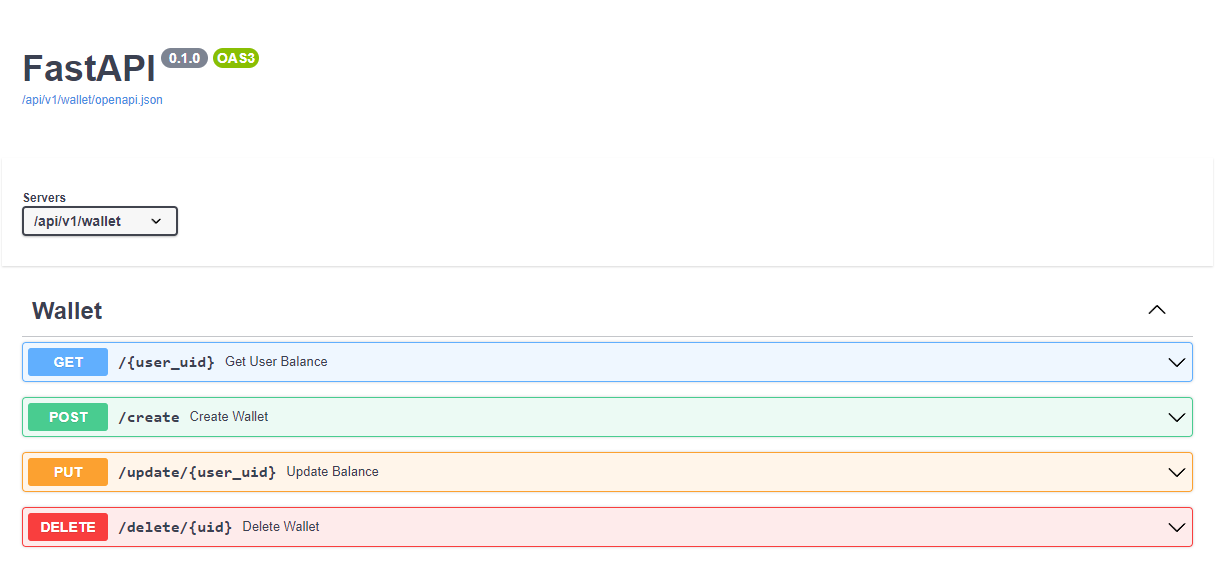 FastAPI 0.1.0 OAS3
/api/v1/wallet/openapi.json
Servers
/api/v1/wallet
Wallet
GET /{user_uid} Get User Balance
POST /create Create Wallet
PUT /update/{user_uid} Update Balance
DELETE /delete/{uid} Delete Wallet